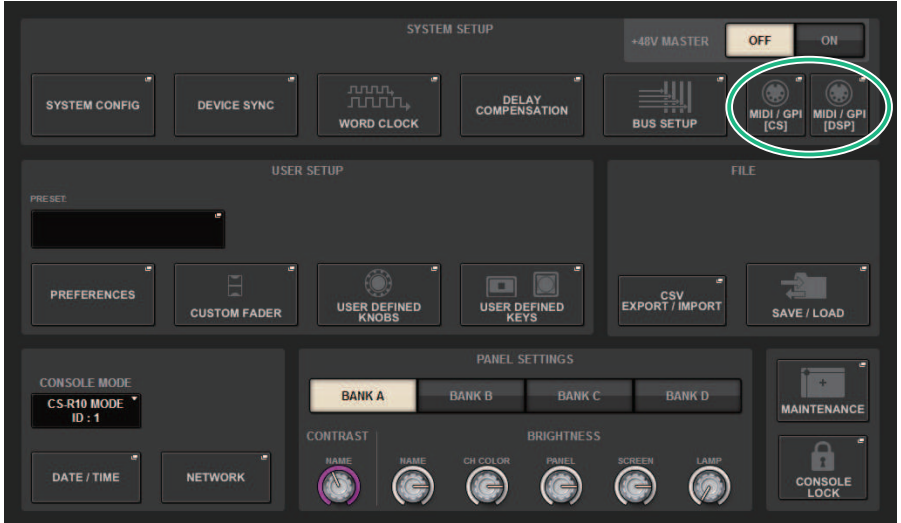 SYSTEM SETUP
+48V MASTER
OFF
ON
SYSTEM CONFIG
DEVICE SYNC
WORD CLOCK
DELAY
COMPENSATION
BUS SETUP
MIDI / GPI
[CS]
MIDI / GPI
[DSP]
USER SETUP
PRESET:
PREFERENCES
CUSTOM FADER
USER DEFINED
KNOBS
USER DEFINED
KEYS
FILE
CSV
EXPORT / IMPORT
SAVE / LOAD
CONSOLE MODE
CS-R10 MODE
ID : 1
DATE / TIME
NETWORK
PANEL SETTINGS
BANK A
BANK B
BANK C
BANK D
CONTRAST
BRIGHTNESS
NAME
NAME
CH COLOR
PANEL
SCREEN
LAMP
MAINTENANCE
CONSOLE
LOCK